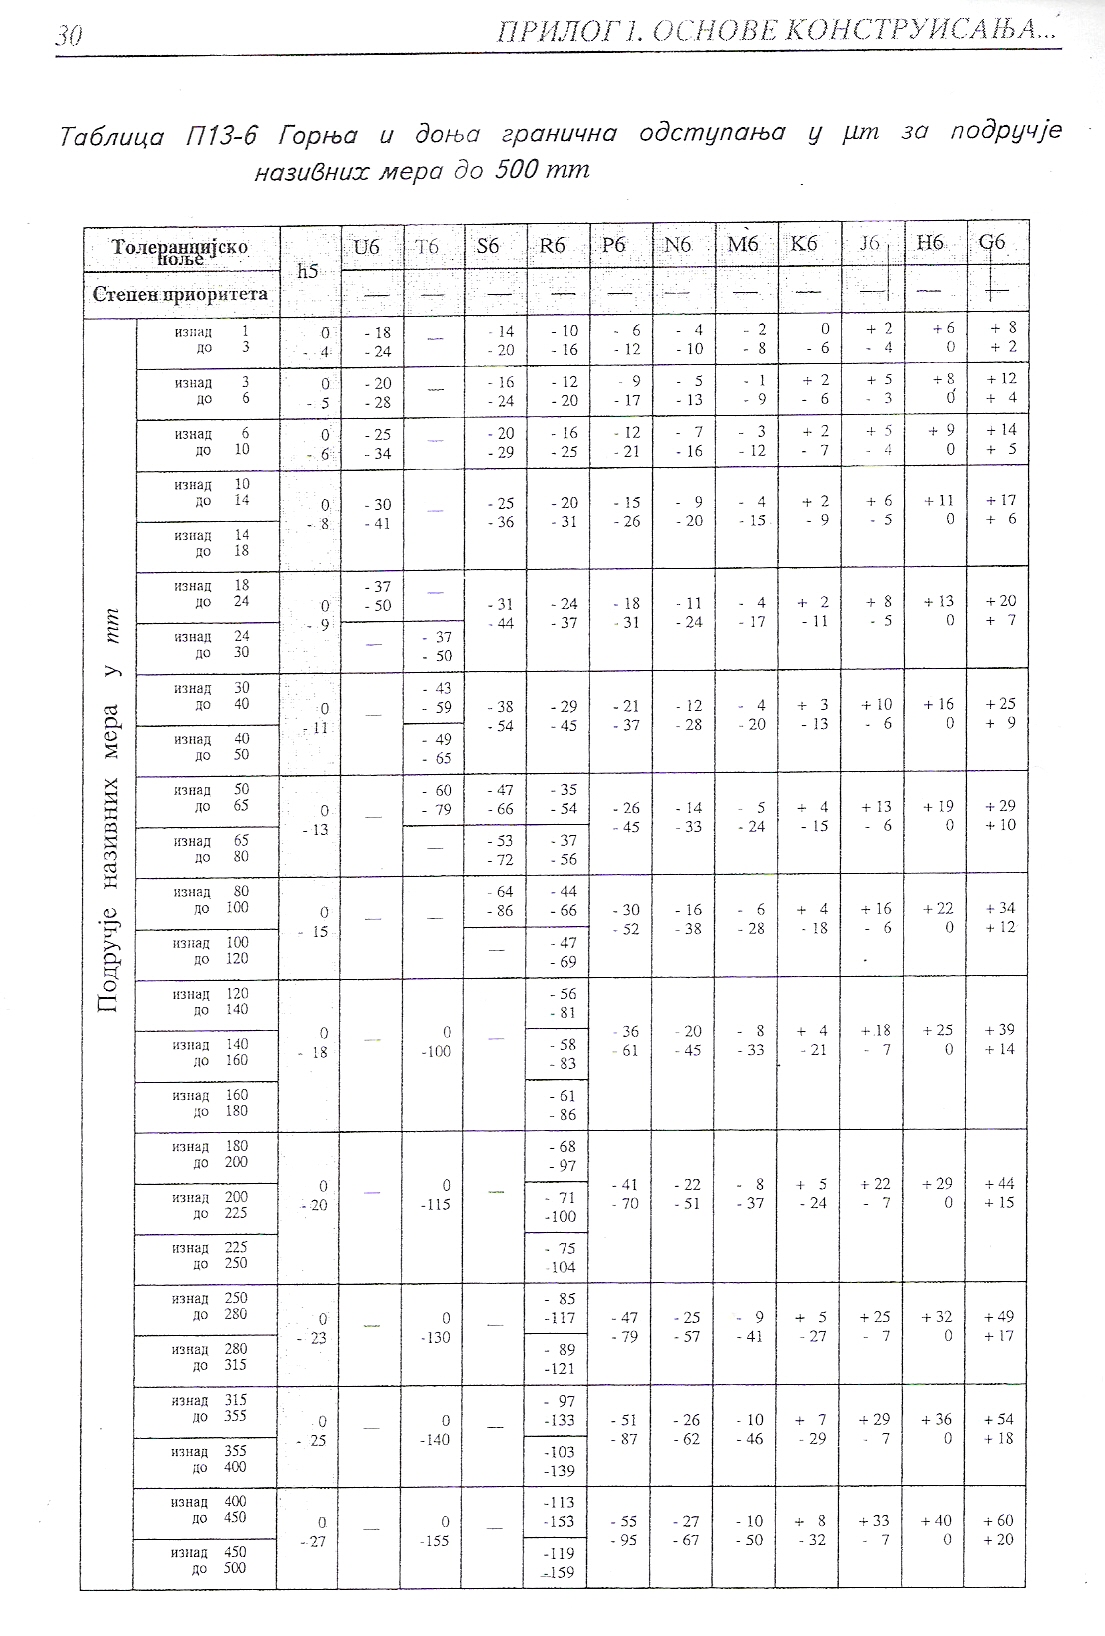 30
ПРИЛОГ 1. ОСНОВЕ КОНСТРУИСАЊА...
Таблица П13-6 Горња и доња гранична одступања у μm за подручје
називних мера до 500 mm
Толеранцијско поље h5 U6 T6 S6 R6 P6 N6 M6 K6 J6 H6 G6
Степен приоритета — — — — — — — — — — —
Подручје називних мера у mm
изнад 1 0 - 18 — - 14 - 10 - 6 - 4 - 2 0 + 2 + 6 + 8
до 3 - 4 - 24 - 20 - 16 - 12 - 10 - 8 - 6 - 4 0 + 2
изнад 3 0 - 20 — - 16 - 12 - 9 - 5 - 1 + 2 + 5 + 8 + 12
до 6 - 5 - 28 - 24 - 20 - 17 - 13 - 9 - 6 - 3 0 + 4
изнад 6 0 - 25 — - 20 - 16 - 12 - 7 - 3 + 2 + 5 + 9 + 14
до 10 - 6 - 34 - 29 - 25 - 21 - 16 - 12 - 7 - 4 0 + 5
изнад 10
до 14 0 - 30 — - 25 - 20 - 15 - 9 - 4 + 2 + 6 + 11 + 17
- 8 - 41 - 36 - 31 - 26 - 20 - 15 - 9 - 5 0 + 6
изнад 14
до 18
изнад 18 - 37 —
до 24 0 - 50 - 31 - 24 - 18 - 11 - 4 + 2 + 8 + 13 + 20
- 9 - 44 - 37 - 31 - 24 - 17 - 11 - 5 0 + 7
изнад 24 — - 37
до 30 - 50
изнад 30 - 43
до 40 0 — - 59 - 38 - 29 - 21 - 12 - 4 + 3 + 10 + 16 + 25
- 11 - 54 - 45 - 37 - 28 - 20 - 13 - 6 0 + 9
изнад 40 - 49
до 50 - 65
изнад 50 - 60 - 47 - 35
до 65 0 — - 79 - 66 - 54 - 26 - 14 - 5 + 4 + 13 + 19 + 29
- 13 - 45 - 33 - 24 - 15 - 6 0 + 10
изнад 65 — - 53 - 37
до 80 - 72 - 56
изнад 80 - 64 - 44
до 100 0 — — - 86 - 66 - 30 - 16 - 6 + 4 + 16 + 22 + 34
- 15 - 52 - 38 - 28 - 18 - 6 0 + 12
изнад 100 — - 47
до 120 - 69
изнад 120 - 56
до 140 - 81
0 — 0 — - 36 - 20 - 8 + 4 + 18 + 25 + 39
изнад 140 - 18 -100 - 58 - 61 - 45 - 33 - 21 - 7 0 + 14
до 160 - 83
изнад 160 - 61
до 180 - 86
изнад 180 - 68
до 200 - 97
0 — 0 — - 41 - 22 - 8 + 5 + 22 + 29 + 44
изнад 200 - 20 -115 - 71 - 70 - 51 - 37 - 24 - 7 0 + 15
до 225 -100
изнад 225 - 75
до 250 -104
изнад 250 - 85
до 280 0 — 0 — -117 - 47 - 25 - 9 + 5 + 25 + 32 + 49
- 23 -130 - 79 - 57 - 41 - 27 - 7 0 + 17
изнад 280 - 89
до 315 -121
изнад 315 - 97
до 355 0 — 0 — -133 - 51 - 26 - 10 + 7 + 29 + 36 + 54
- 25 -140 - 87 - 62 - 46 - 29 - 7 0 + 18
изнад 355 -103
до 400 -139
изнад 400 -113
до 450 0 — 0 — -153 - 55 - 27 - 10 + 8 + 33 + 40 + 60
- 27 -155 - 95 - 67 - 50 - 32 - 7 0 + 20
изнад 450 -119
до 500 -159